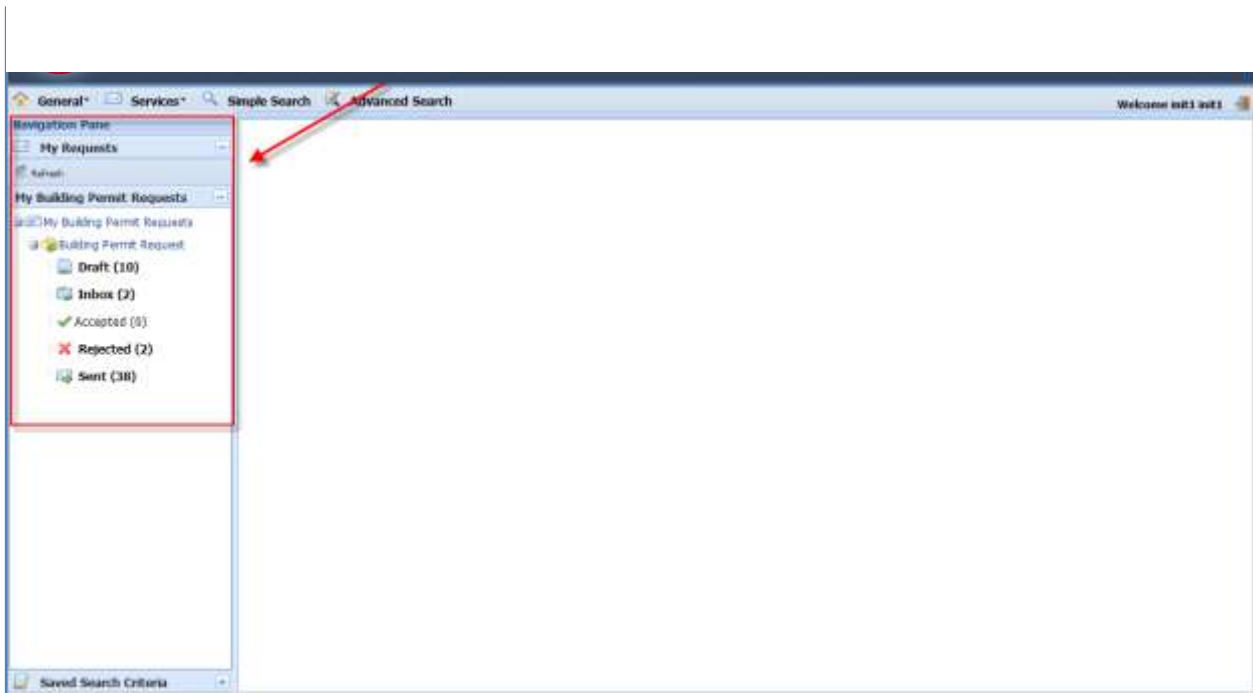 General Services Simple Search Advanced Search Welcome init1 init1
Navigation Pane
My Requests
Refresh
My Building Permit Requests
My Building Permit Requests
Building Permit Request
Draft (10)
Inbox (2)
Accepted (0)
Rejected (2)
Sent (38)
Saved Search Criteria